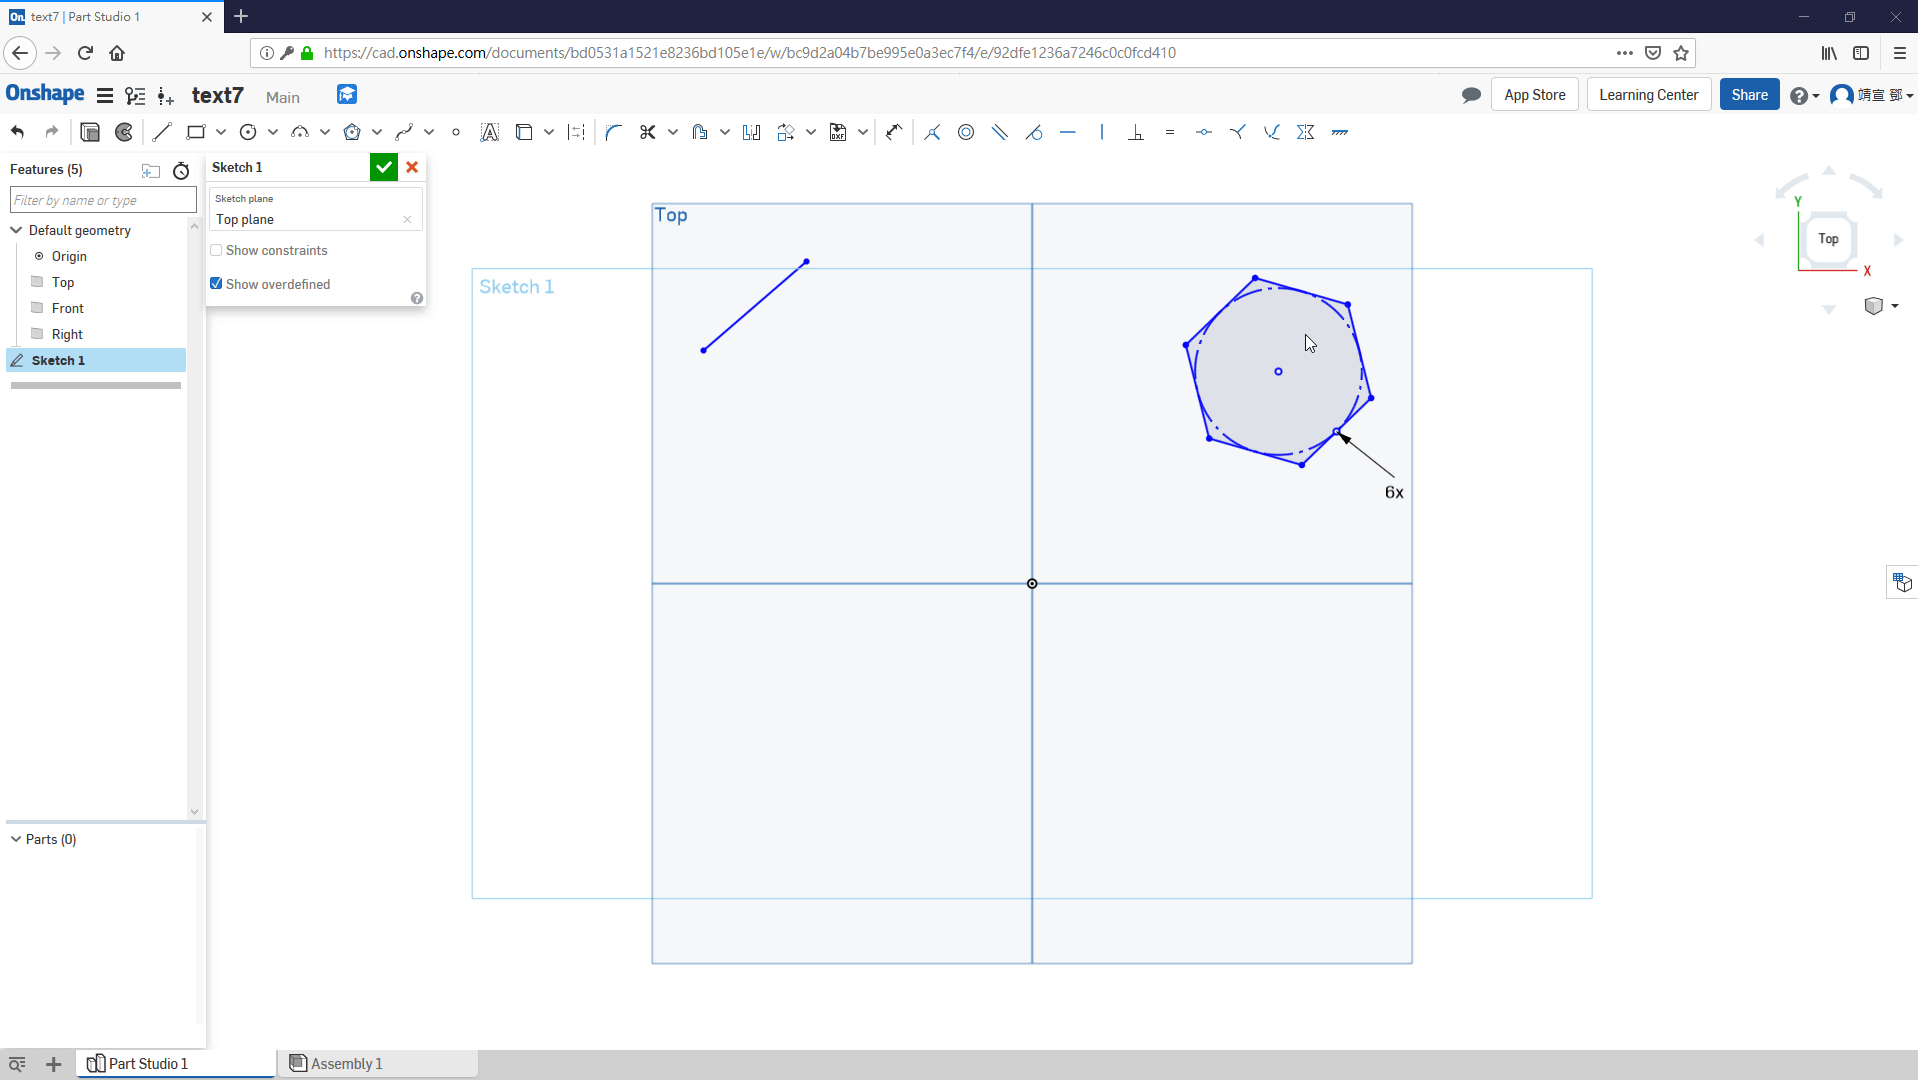 text7 | Part Studio 1
https://cad.onshape.com/documents/bd0531a1521e8236bd105e1e/w/bc9d2a04b7be995e0a3ec7f4/e/92dfe1236a7246c0c0fcd410
Onshape
text7
Main
App Store
Learning Center
Share
靖宣 鄧
Features (5)
Filter by name or type
Default geometry
Origin
Top
Front
Right
Sketch 1
Sketch 1
Sketch plane
Top plane
Show constraints
Show overdefined
Top
Sketch 1
6x
Y
Top
X
Parts (0)
Part Studio 1
Assembly 1